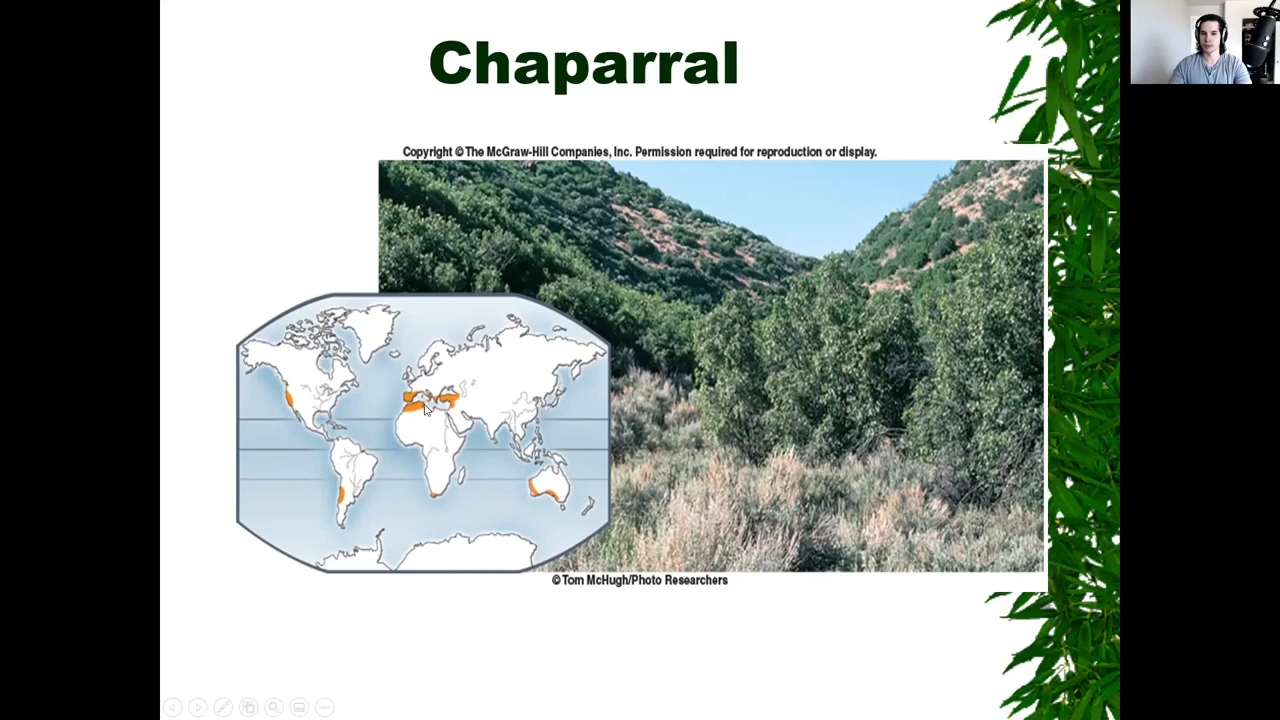 Chaparral
Copyright © The McGraw-Hill Companies, Inc. Permission required for reproduction or display.
© Tom McHugh/Photo Researchers